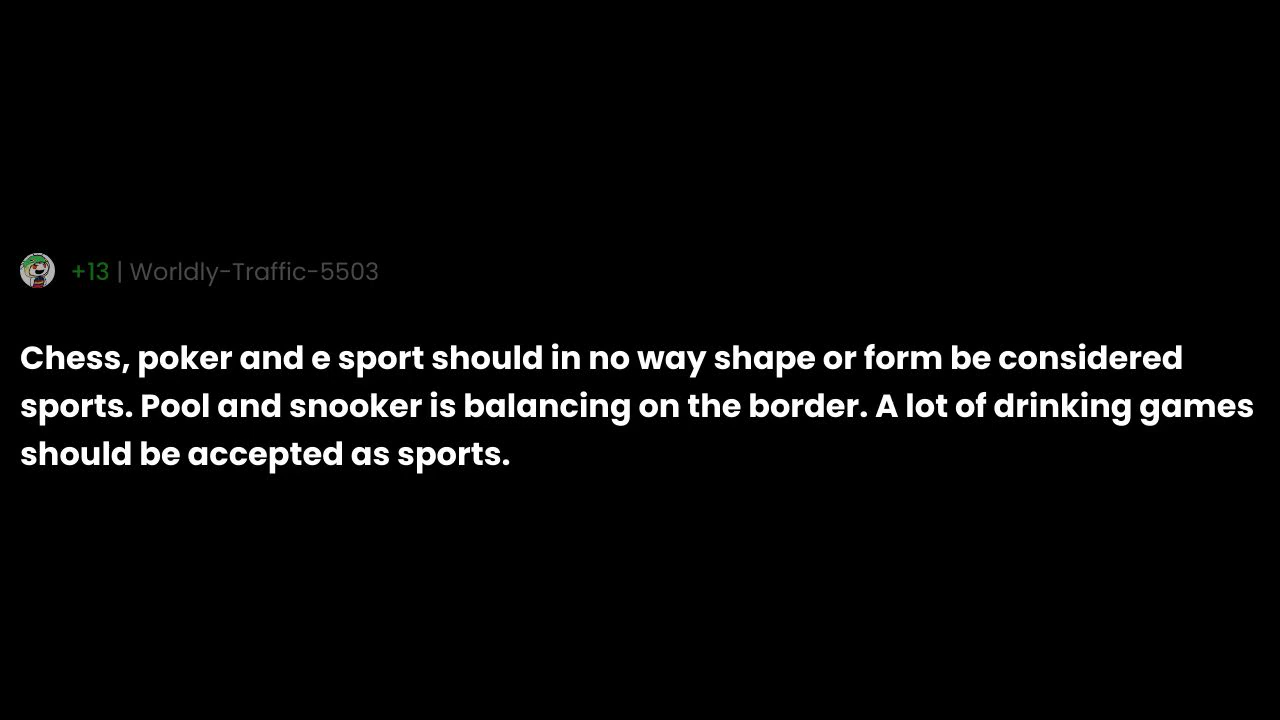 +13 | Worldly-Traffic-5503
Chess, poker and e sport should in no way shape or form be considered
sports. Pool and snooker is balancing on the border. A lot of drinking games
should be accepted as sports.